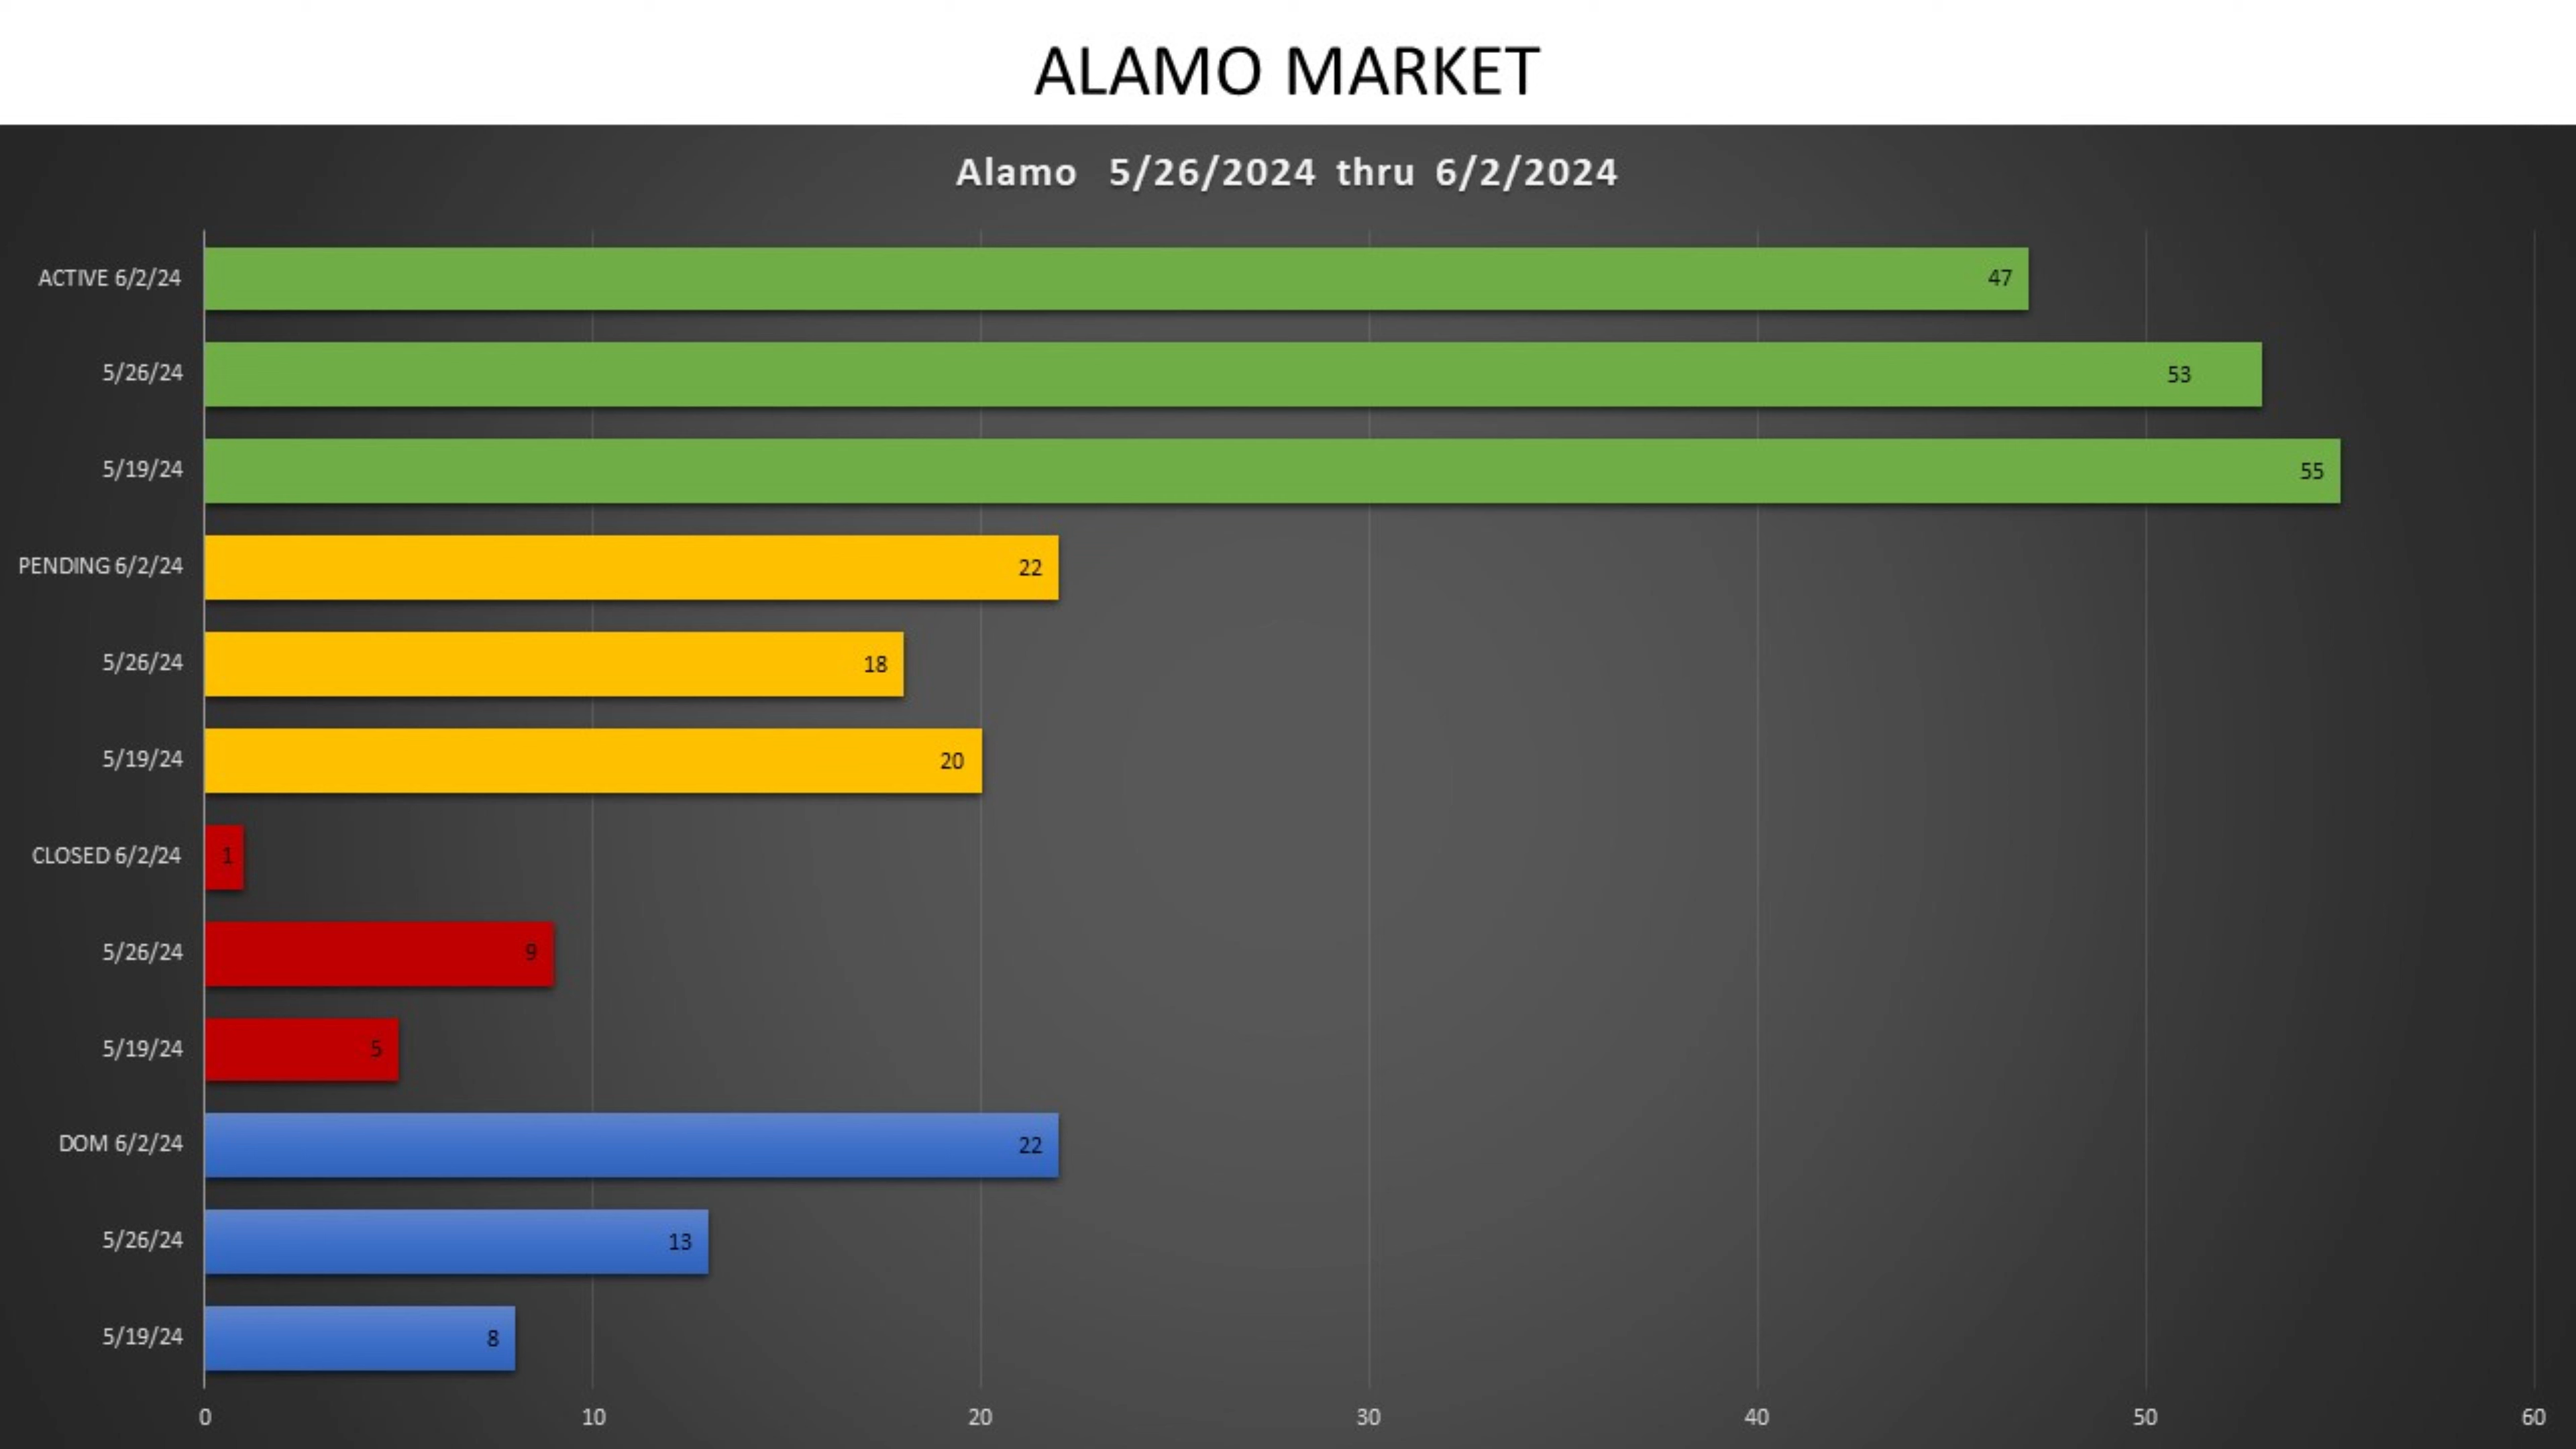 ALAMO MARKET
Alamo 5/26/2024 thru 6/2/2024
ACTIVE 6/2/24 47
5/26/24 53
5/19/24 55
PENDING 6/2/24 22
5/26/24 18
5/19/24 20
CLOSED 6/2/24 1
5/26/24 9
5/19/24 5
DOM 6/2/24 22
5/26/24 13
5/19/24 8
0 10 20 30 40 50 60